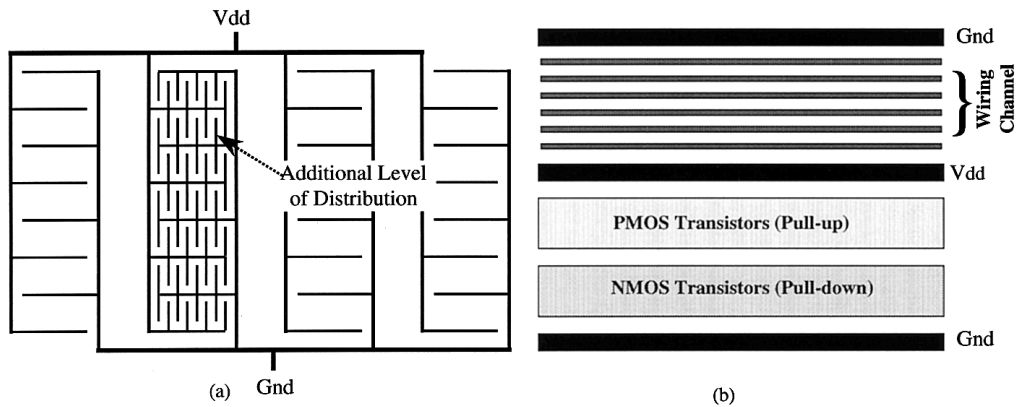 Vdd
Additional Level
of Distribution
Gnd
(a)
Gnd
Wiring
Channel
Vdd
PMOS Transistors (Pull-up)
NMOS Transistors (Pull-down)
Gnd
(b)